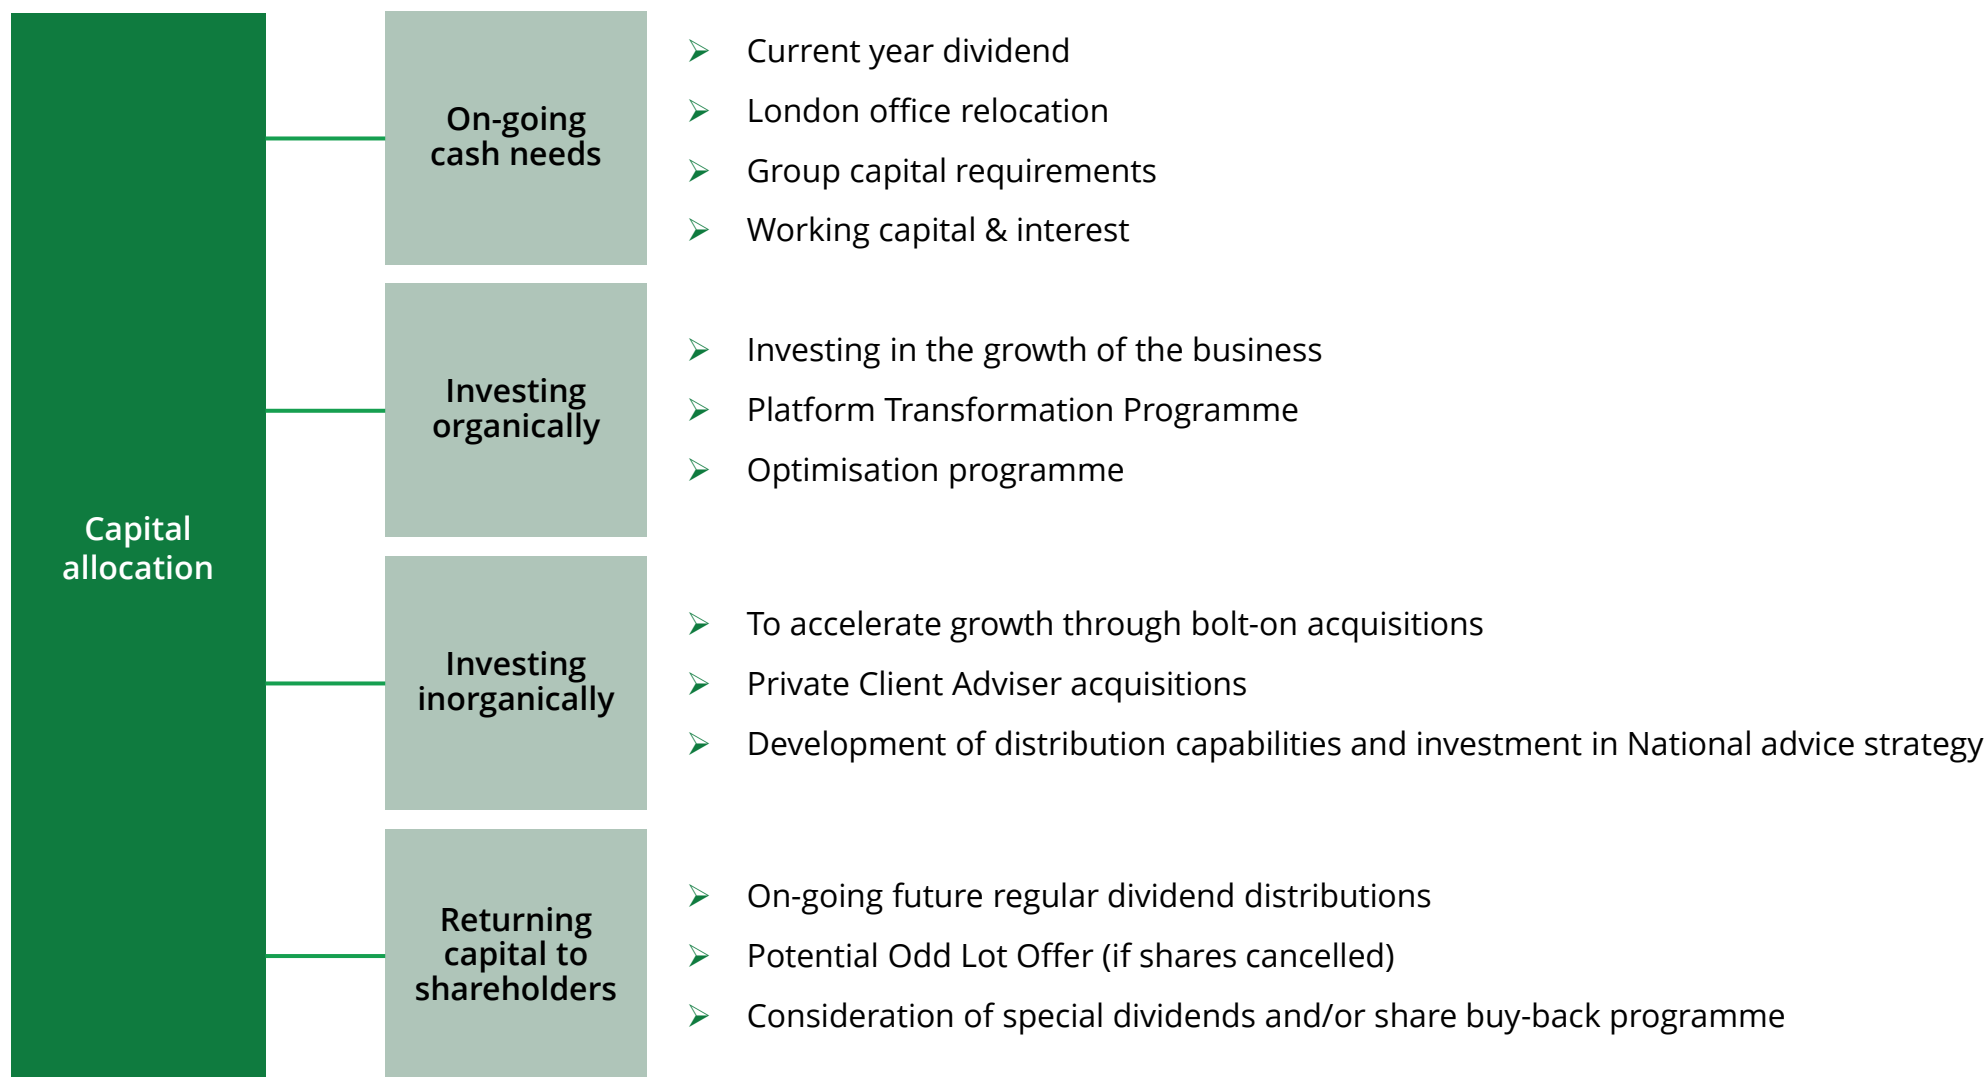 Capital
allocation
On-going
cash needs
Current year dividend
London office relocation
Group capital requirements
Working capital & interest
Investing
organically
Investing in the growth of the business
Platform Transformation Programme
Optimisation programme
Investing
inorganically
To accelerate growth through bolt-on acquisitions
Private Client Adviser acquisitions
Development of distribution capabilities and investment in National advice strategy
Returning
capital to
shareholders
On-going future regular dividend distributions
Potential Odd Lot Offer (if shares cancelled)
Consideration of special dividends and/or share buy-back programme